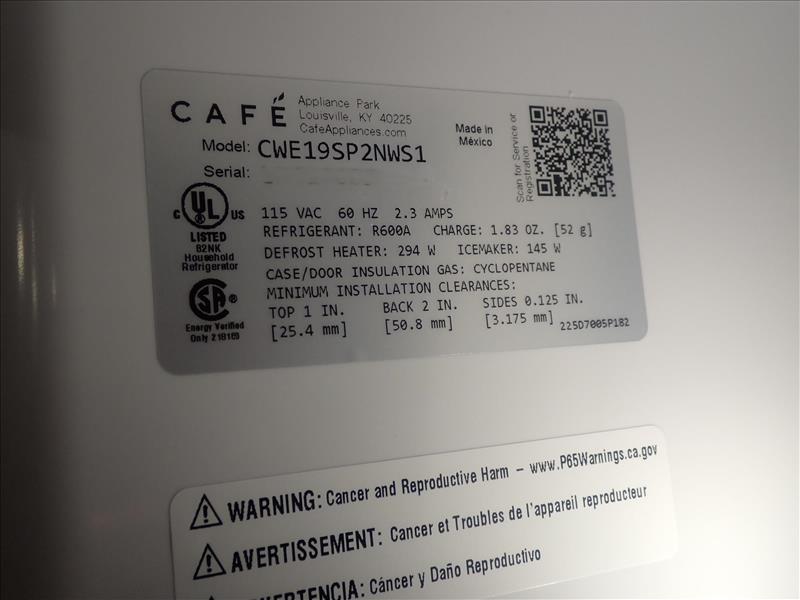 CAFÉ
Appliance Park
Louisville, KY 40225
CafeAppliances.com
Made in
México
Scan for Service or
Registration
Model: CWE19SP2NWS1
Serial:
C UL US
LISTED
82NK
Household
Refrigerator
115 VAC 60 HZ 2.3 AMPS
REFRIGERANT: R600A CHARGE: 1.83 OZ. [52 g]
DEFROST HEATER: 294 W ICEMAKER: 145 W
CASE/DOOR INSULATION GAS: CYCLOPENTANE
MINIMUM INSTALLATION CLEARANCES:
TOP 1 IN. BACK 2 IN. SIDES 0.125 IN.
[25.4 mm] [50.8 mm] [3.175 mm]
SA ®
Energy Verified
Only 218169
225D7005P182
WARNING: Cancer and Reproductive Harm – www.P65Warnings.ca.gov
AVERTISSEMENT: Cancer et Troubles de l'appareil reproducteur
Cáncer y Daño Reproductivo